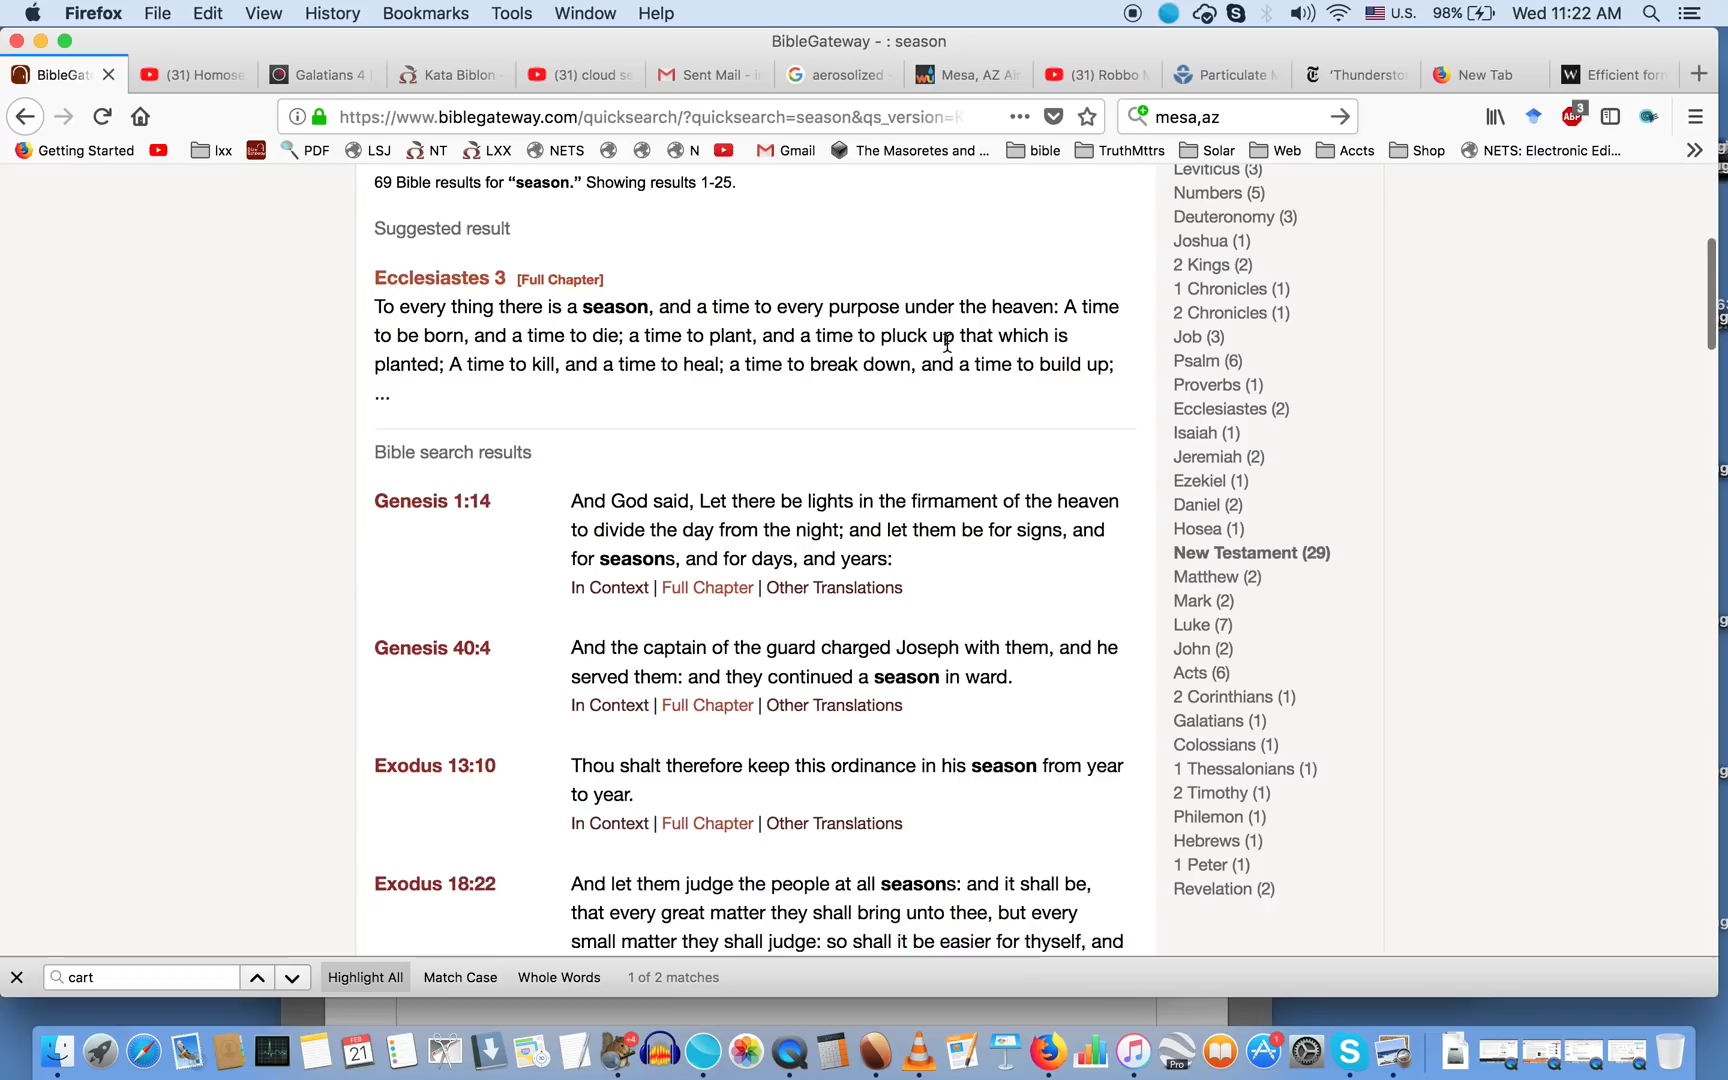 Firefox File Edit View History Bookmarks Tools Window Help U.S. 98% Wed 11:22 AM
BibleGateway - : season
BibleGat (31) Homose Galatians 4 Kata Biblon (31) cloud se Sent Mail - i aerosolized Mesa, AZ Air (31) Robbo M Particulate M 'Thundersto New Tab Efficient for
https://www.biblegateway.com/quicksearch/?quicksearch=season&qs_version=K mesa,az ABP 3
Getting Started lxx PDF LSJ NT LXX NETS N Gmail The Masoretes and ... bible TruthMttrs Solar Web Accts Shop NETS: Electronic Edi...
69 Bible results for “season.” Showing results 1-25.
Suggested result
Ecclesiastes 3 [Full Chapter]
To every thing there is a season, and a time to every purpose under the heaven: A time
to be born, and a time to die; a time to plant, and a time to pluck up that which is
planted; A time to kill, and a time to heal; a time to break down, and a time to build up;
...
Bible search results
Genesis 1:14
And God said, Let there be lights in the firmament of the heaven
to divide the day from the night; and let them be for signs, and
for seasons, and for days, and years:
In Context | Full Chapter | Other Translations
Genesis 40:4
And the captain of the guard charged Joseph with them, and he
served them: and they continued a season in ward.
In Context | Full Chapter | Other Translations
Exodus 13:10
Thou shalt therefore keep this ordinance in his season from year
to year.
In Context | Full Chapter | Other Translations
Exodus 18:22
And let them judge the people at all seasons: and it shall be,
that every great matter they shall bring unto thee, but every
small matter they shall judge: so shall it be easier for thyself, and
Leviticus (3)
Numbers (5)
Deuteronomy (3)
Joshua (1)
2 Kings (2)
1 Chronicles (1)
2 Chronicles (1)
Job (3)
Psalm (6)
Proverbs (1)
Ecclesiastes (2)
Isaiah (1)
Jeremiah (2)
Ezekiel (1)
Daniel (2)
Hosea (1)
New Testament (29)
Matthew (2)
Mark (2)
Luke (7)
John (2)
Acts (6)
2 Corinthians (1)
Galatians (1)
Colossians (1)
1 Thessalonians (1)
2 Timothy (1)
Philemon (1)
Hebrews (1)
1 Peter (1)
Revelation (2)
cart Highlight All Match Case Whole Words 1 of 2 matches
FEB 21 +4 Pro 1